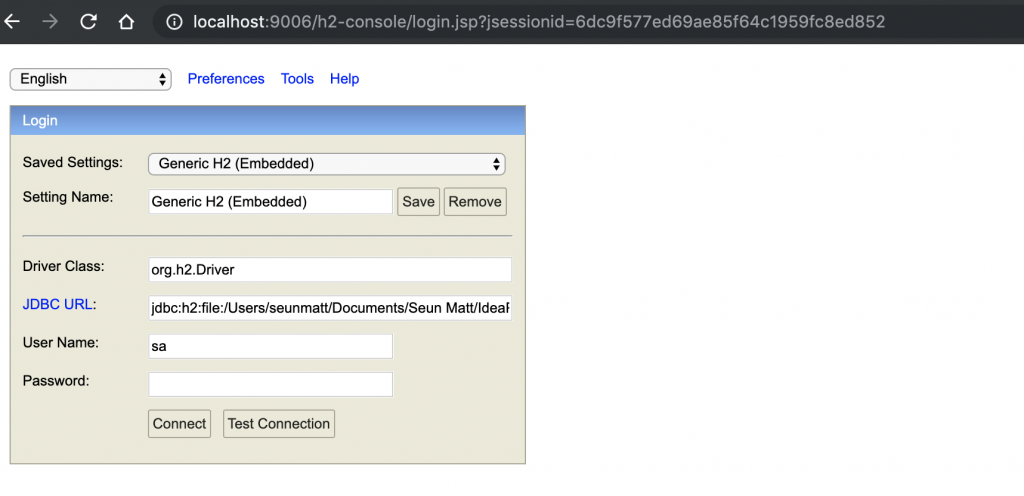 localhost:9006/h2-console/login.jsp?jsessionid=6dc9f577ed69ae85f64c1959fc8ed852
English Preferences Tools Help
Login
Saved Settings: Generic H2 (Embedded)
Setting Name: Generic H2 (Embedded) Save Remove
Driver Class: org.h2.Driver
JDBC URL: jdbc:h2:file:/Users/seunmatt/Documents/Seun Matt/Idea
User Name: sa
Password:
Connect Test Connection